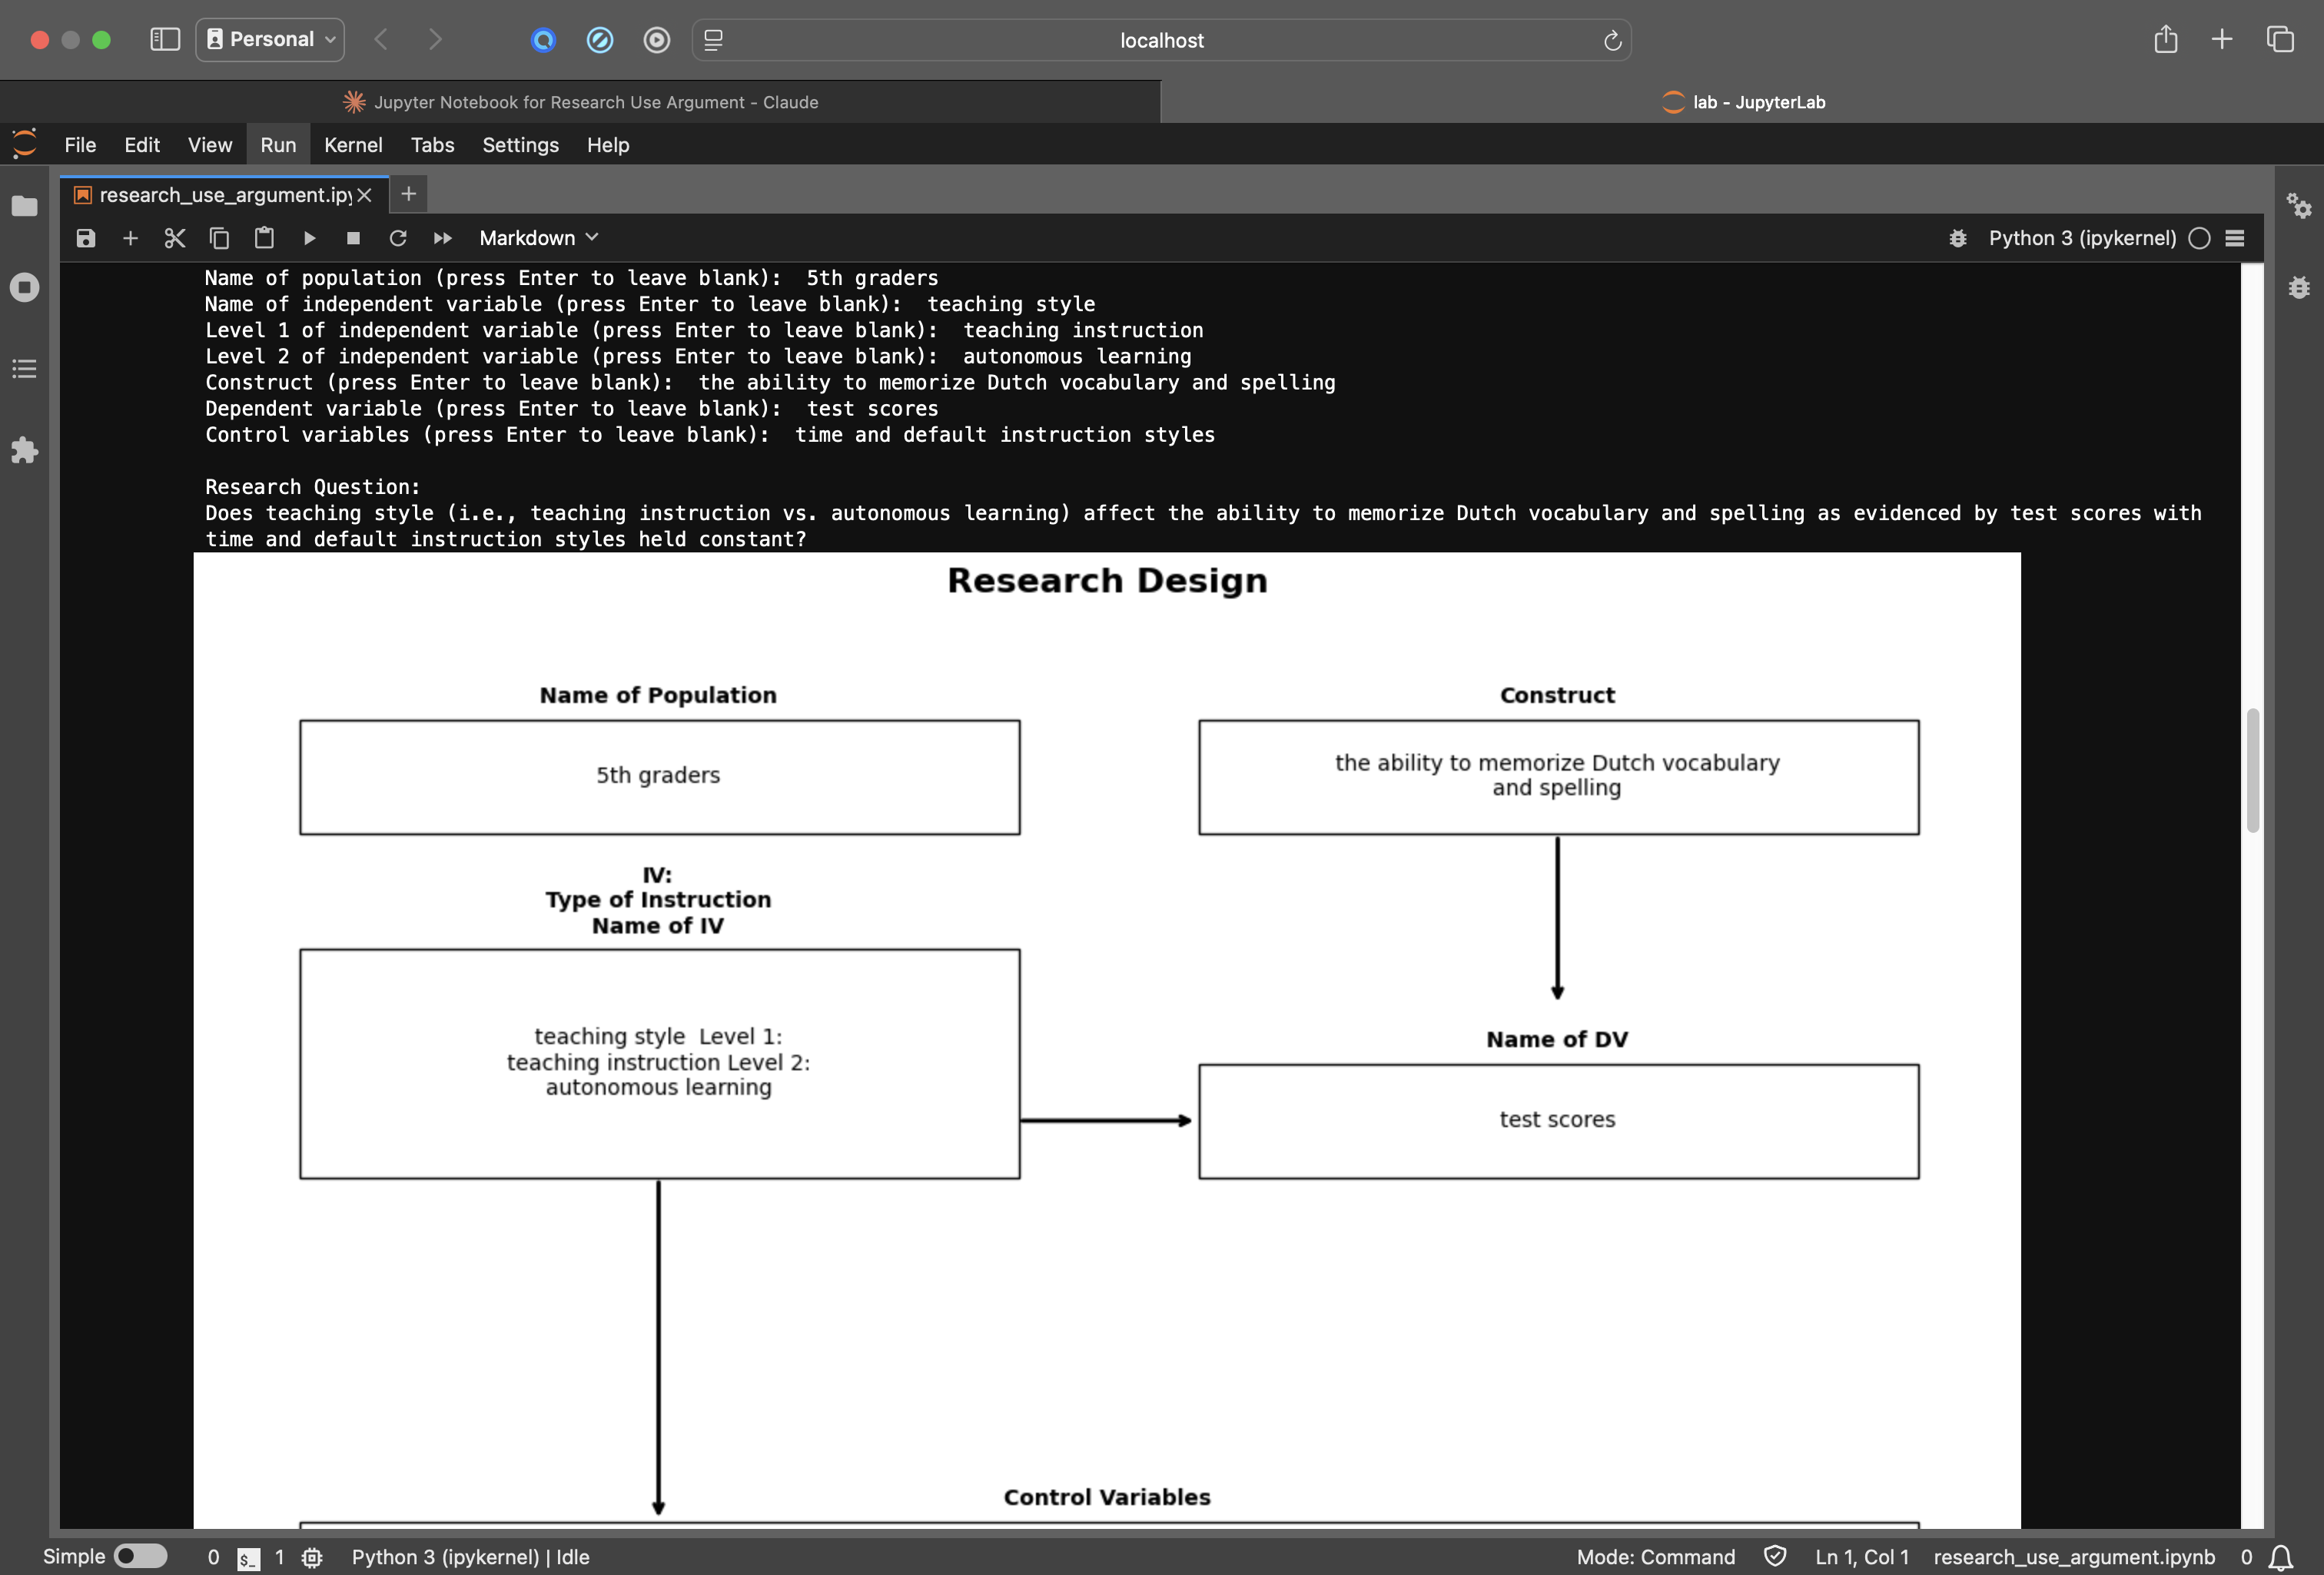 Personal
localhost
Jupyter Notebook for Research Use Argument - Claude
lab - JupyterLab
File Edit View Run Kernel Tabs Settings Help
research_use_argument.ipy
Markdown
Python 3 (ipykernel)
Name of population (press Enter to leave blank):  5th graders
Name of independent variable (press Enter to leave blank):  teaching style
Level 1 of independent variable (press Enter to leave blank):  teaching instruction
Level 2 of independent variable (press Enter to leave blank):  autonomous learning
Construct (press Enter to leave blank):  the ability to memorize Dutch vocabulary and spelling
Dependent variable (press Enter to leave blank):  test scores
Control variables (press Enter to leave blank):  time and default instruction styles
Research Question:
Does teaching style (i.e., teaching instruction vs. autonomous learning) affect the ability to memorize Dutch vocabulary and spelling as evidenced by test scores with
time and default instruction styles held constant?
Research Design
Name of Population
5th graders
Construct
the ability to memorize Dutch vocabulary
and spelling
IV:
Type of Instruction
Name of IV
teaching style  Level 1:
teaching instruction Level 2:
autonomous learning
Name of DV
test scores
Control Variables
Simple 0 $_ 1 Python 3 (ipykernel) | Idle Mode: Command Ln 1, Col 1 research_use_argument.ipynb 0